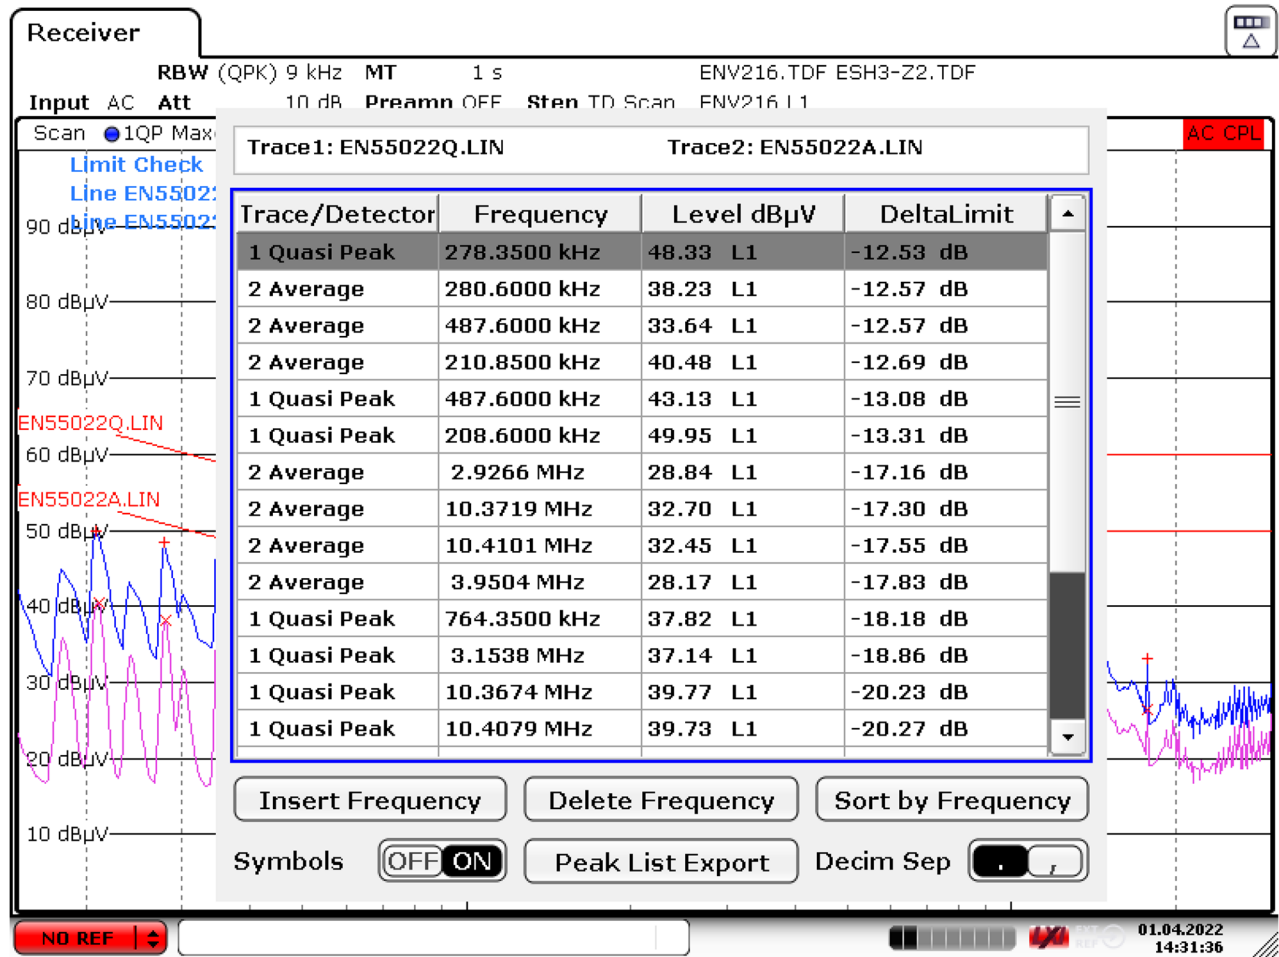 Receiver
RBW (QPK) 9 kHz MT 1 s ENV216.TDF ESH3-Z2.TDF
Input AC Att 10 dB Preamp OFF Step TD Scan ENV216 L1
Scan 1QP Max
AC CPL
Limit Check
Line EN5502
Line EN5502
90 dBµV
80 dBµV
70 dBµV
EN55022Q.LIN
60 dBµV
EN55022A.LIN
50 dBµV
40 dBµV
30 dBµV
20 dBµV
10 dBµV
Trace1: EN55022Q.LIN Trace2: EN55022A.LIN
Trace/Detector Frequency Level dBµV DeltaLimit
1 Quasi Peak 278.3500 kHz 48.33 L1 -12.53 dB
2 Average 280.6000 kHz 38.23 L1 -12.57 dB
2 Average 487.6000 kHz 33.64 L1 -12.57 dB
2 Average 210.8500 kHz 40.48 L1 -12.69 dB
1 Quasi Peak 487.6000 kHz 43.13 L1 -13.08 dB
1 Quasi Peak 208.6000 kHz 49.95 L1 -13.31 dB
2 Average 2.9266 MHz 28.84 L1 -17.16 dB
2 Average 10.3719 MHz 32.70 L1 -17.30 dB
2 Average 10.4101 MHz 32.45 L1 -17.55 dB
2 Average 3.9504 MHz 28.17 L1 -17.83 dB
1 Quasi Peak 764.3500 kHz 37.82 L1 -18.18 dB
1 Quasi Peak 3.1538 MHz 37.14 L1 -18.86 dB
1 Quasi Peak 10.3674 MHz 39.77 L1 -20.23 dB
1 Quasi Peak 10.4079 MHz 39.73 L1 -20.27 dB
Insert Frequency Delete Frequency Sort by Frequency
Symbols OFF ON Peak List Export Decim Sep . ,
NO REF
LXI EXT REF
01.04.2022
14:31:36